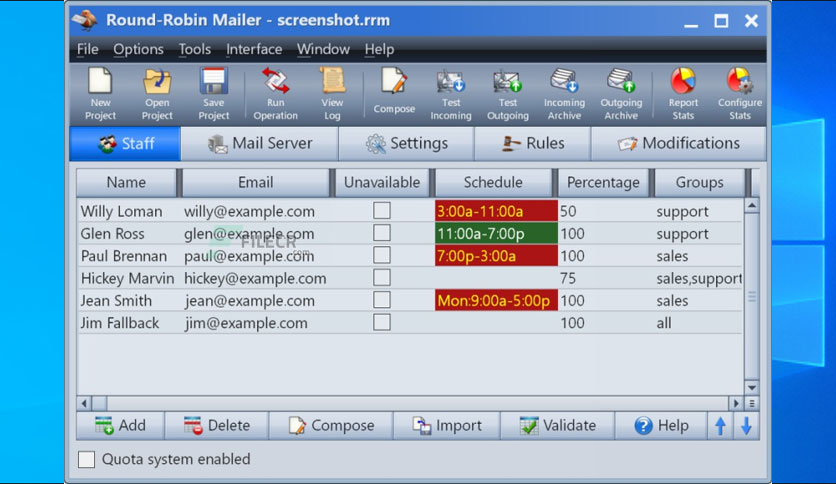 Round-Robin Mailer - screenshot.rrm
File Options Tools Interface Window Help
New Project Open Project Save Project Run Operation View Log Compose Test Incoming Test Outgoing Incoming Archive Outgoing Archive Report Stats Configure Stats
Staff Mail Server Settings Rules Modifications
Name Email Unavailable Schedule Percentage Groups
Willy Loman willy@example.com 3:00a-11:00a 50 support
Glen Ross glen@example.com 11:00a-7:00p 100 support
FILECR
.com
Paul Brennan paul@example.com 7:00p-3:00a 100 sales
Hickey Marvin hickey@example.com 75 sales,support
Jean Smith jean@example.com Mon:9:00a-5:00p 100 sales
Jim Fallback jim@example.com 100 all
Add Delete Compose Import Validate Help
Quota system enabled